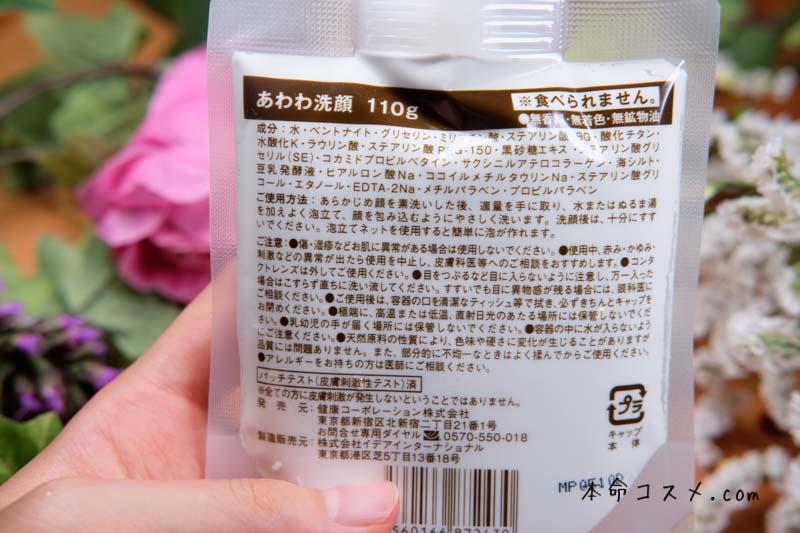 あわわ洗顔 110g
※食べられません。
●無香料・無着色・無鉱物油
成分：水・ベントナイト・グリセリン・ミリスチン酸・ステアリン酸・BG・酸化チタン・
水酸化K・ラウリン酸・ステアリン酸PEG-150・黒砂糖エキス・ステアリン酸グリ
セリル(SE)・コカミドプロピルベタイン・サクシニルアテロコラーゲン・海シルト・
豆乳発酵液・ヒアルロン酸Na・ココイルメチルタウリンNa・ステアリン酸グリ
コール・エタノール・EDTA-2Na・メチルパラベン・プロピルパラベン
ご使用方法：あらかじめ顔を素洗いした後、適量を手に取り、水またはぬるま湯
を加えよく泡立て、顔を包み込むようにやさしく洗います。洗顔後は、十分にすす
いでください。泡立てネットを使用すると簡単に泡が作れます。
ご注意：●傷・湿疹などお肌に異常がある場合は使用しないでください。●使用中、赤み・かゆみ・
刺激などの異常が出たら使用を中止し、皮膚科医等へのご相談をおすすめします。●コンタ
クトレンズは外してご使用ください。●目をつぶるなど目に入らないように注意し、万一入った
場合はこすらず直ちに洗い流してください。すすいでも目に異物感が残る場合には、眼科医に
ご相談ください。●ご使用後は、容器の口を清潔なティッシュ等で拭き、必ずきちんとキャップを
お閉めください。●極端に、高温または低温、直射日光のあたる場所には保管しないでくださ
い。●乳幼児の手が届く場所には保管しないでください。●容器の中に水が入らないよう
にご注意ください。●天然原料の性質により、色味や硬さに変化が生じることがありますが
品質には問題ありません。また、部分的に不均一なときはよく揉んでからご使用ください。
●アレルギーをお持ちの方は医師にご相談ください。
パッチテスト(皮膚刺激性テスト)済
※全ての方に皮膚刺激が発生しないということではありません。
発売元：健康コーポレーション株式会社
東京都新宿区北新宿二丁目21番1号
お問合せ専用ダイヤル 0570-550-018
製造販売元：株式会社イデアインターナショナル
東京都港区芝5丁目13番18号
プラ
キャップ
本体
本命コスメ.com